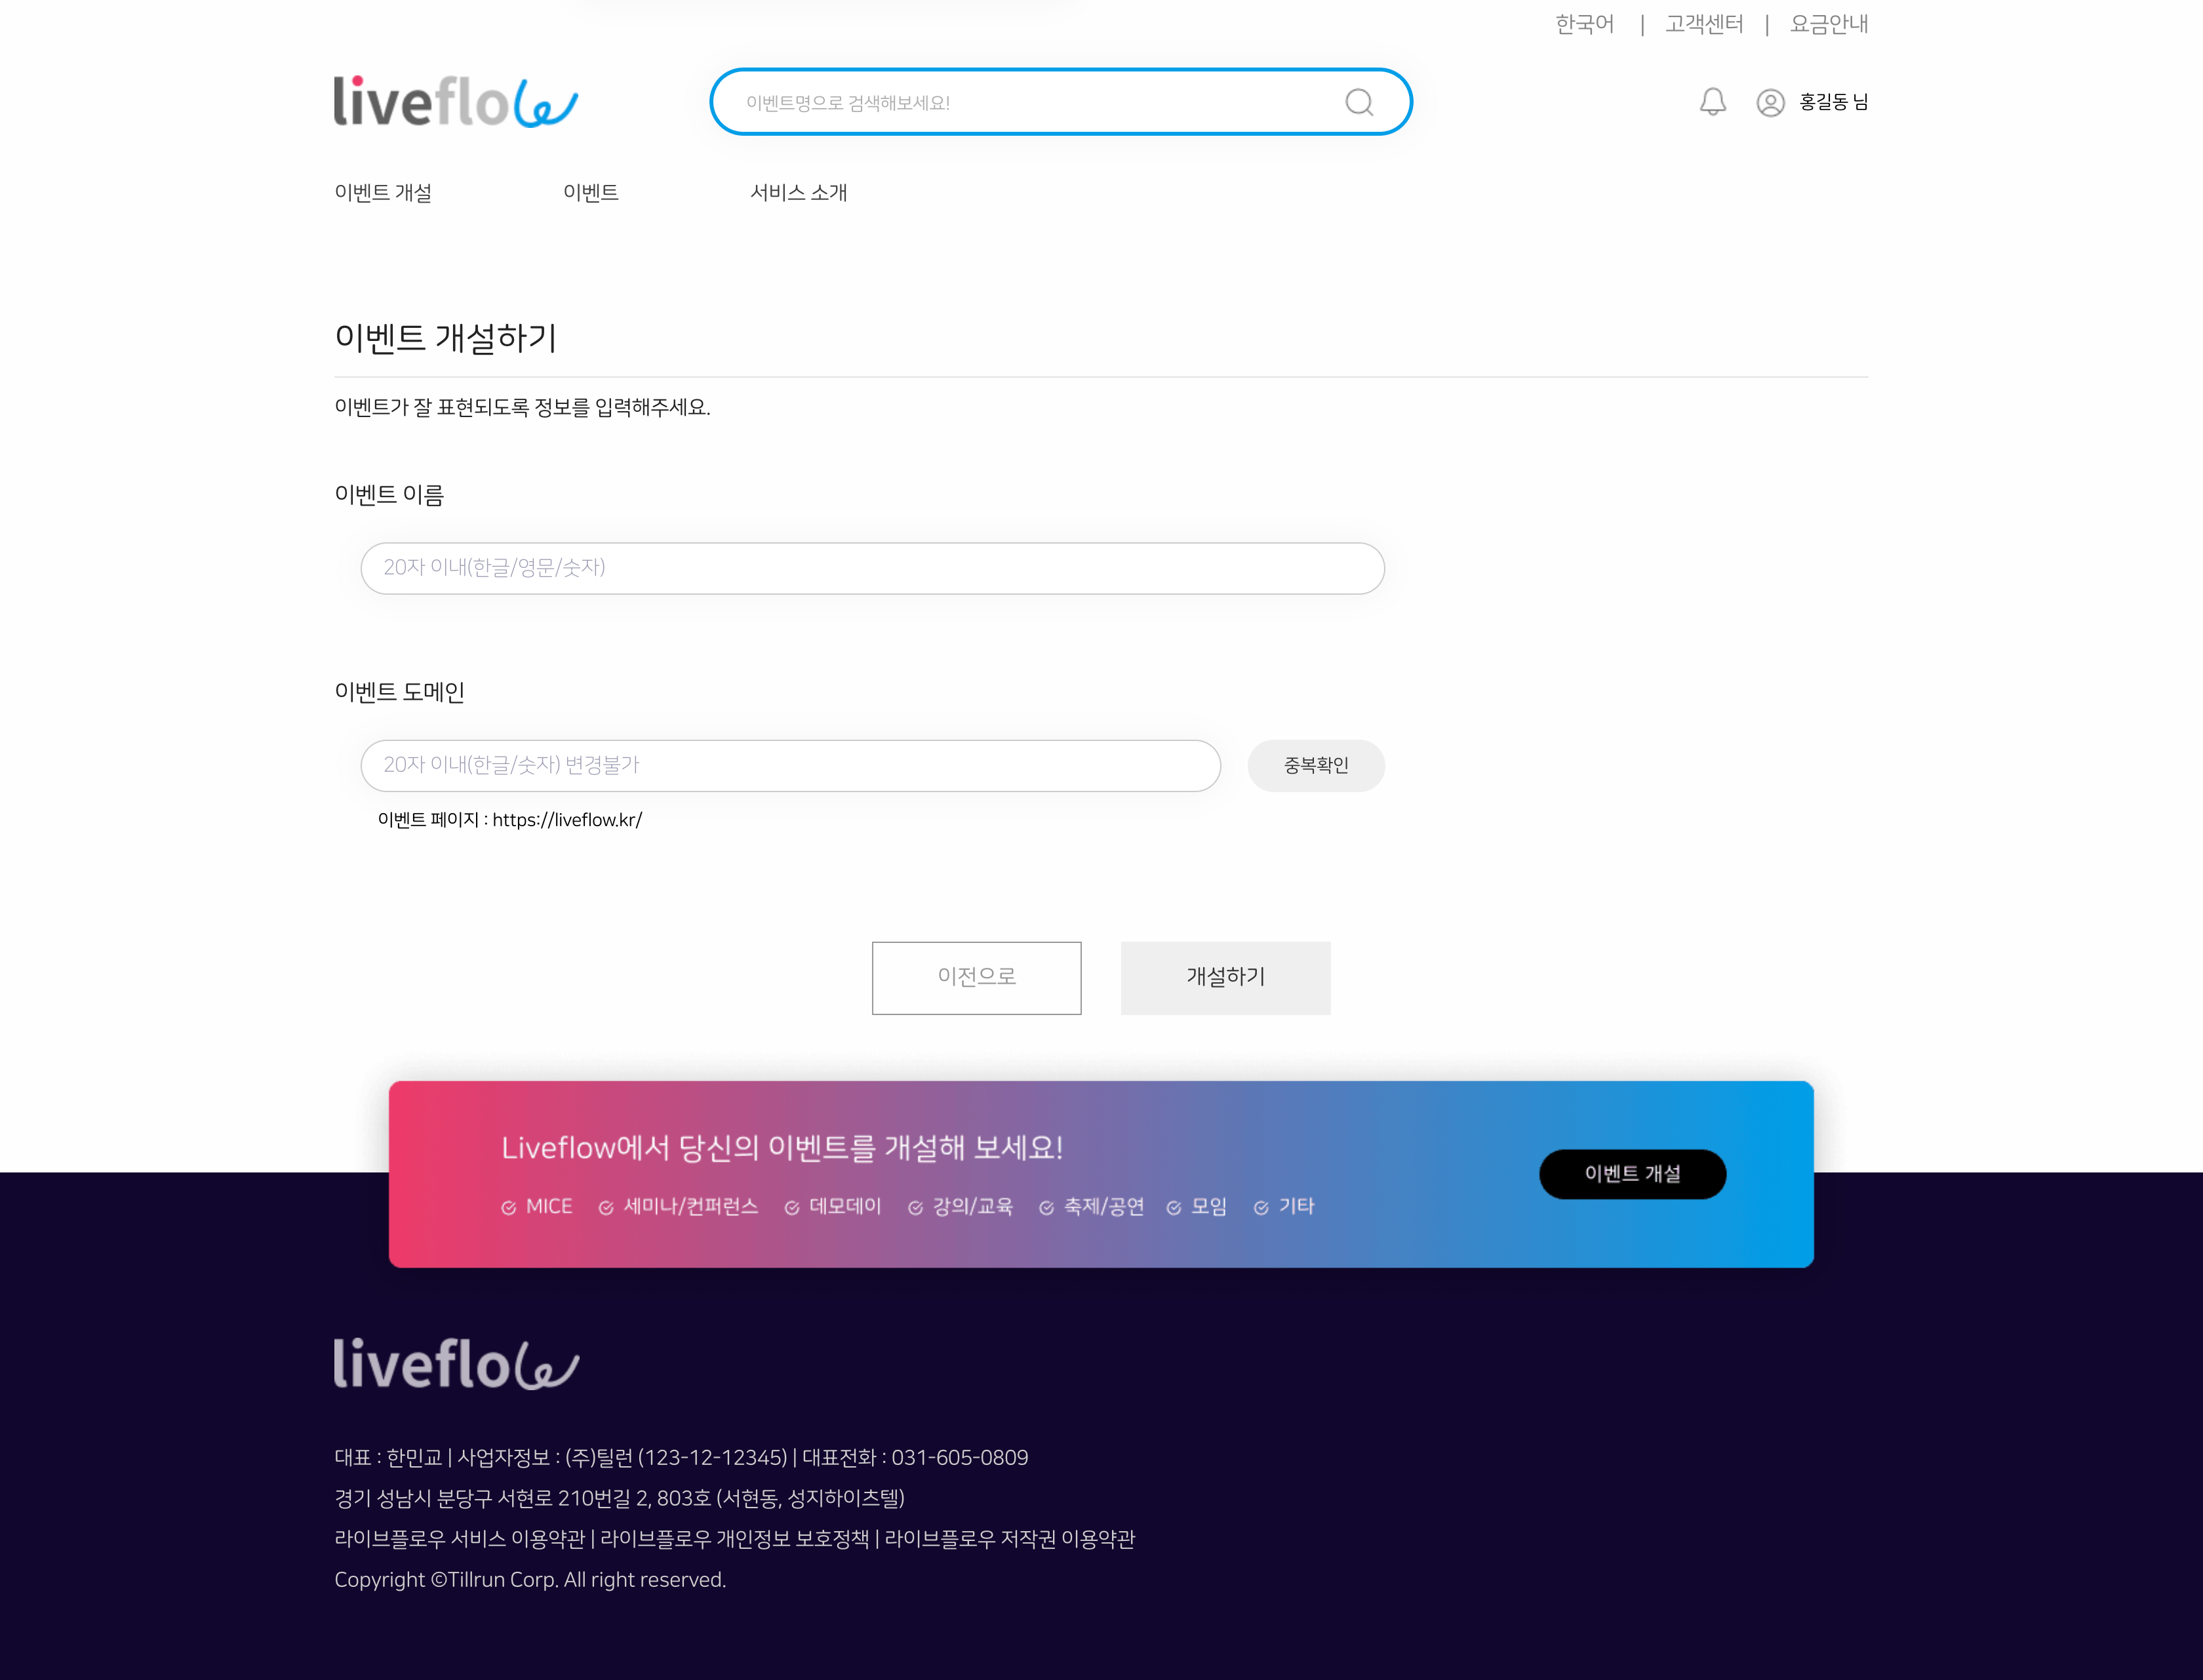 한국어 | 고객센터 | 요금안내
liveflow
이벤트명으로 검색해보세요!
홍길동 님
이벤트 개설 이벤트 서비스 소개
이벤트 개설하기
이벤트가 잘 표현되도록 정보를 입력해주세요.
이벤트 이름
20자 이내(한글/영문/숫자)
이벤트 도메인
20자 이내(한글/숫자) 변경불가
중복확인
이벤트 페이지 : https://liveflow.kr/
이전으로 개설하기
Liveflow에서 당신의 이벤트를 개설해 보세요!
MICE 세미나/컨퍼런스 데모데이 강의/교육 축제/공연 모임 기타
이벤트 개설
liveflow
대표 : 한민교 | 사업자정보 : (주)틸런 (123-12-12345) | 대표전화 : 031-605-0809
경기 성남시 분당구 서현로 210번길 2, 803호 (서현동, 성지하이츠텔)
라이브플로우 서비스 이용약관 | 라이브플로우 개인정보 보호정책 | 라이브플로우 저작권 이용약관
Copyright ©Tillrun Corp. All right reserved.